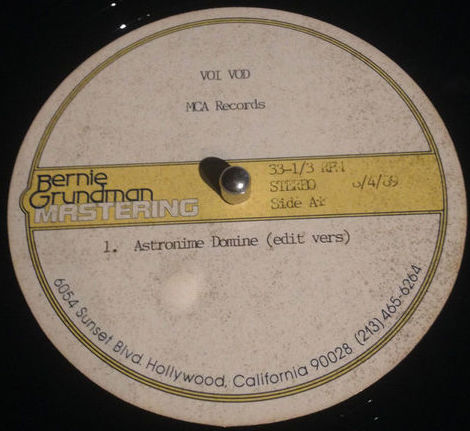 VOI VOD
MCA Records
Bernie
Grundman
MASTERING
33-1/3 RPM
STEREO
Side A:
1. Astronime Domine (edit vers)
6054 Sunset Blvd. Hollywood, California 90028 (213) 465-6264